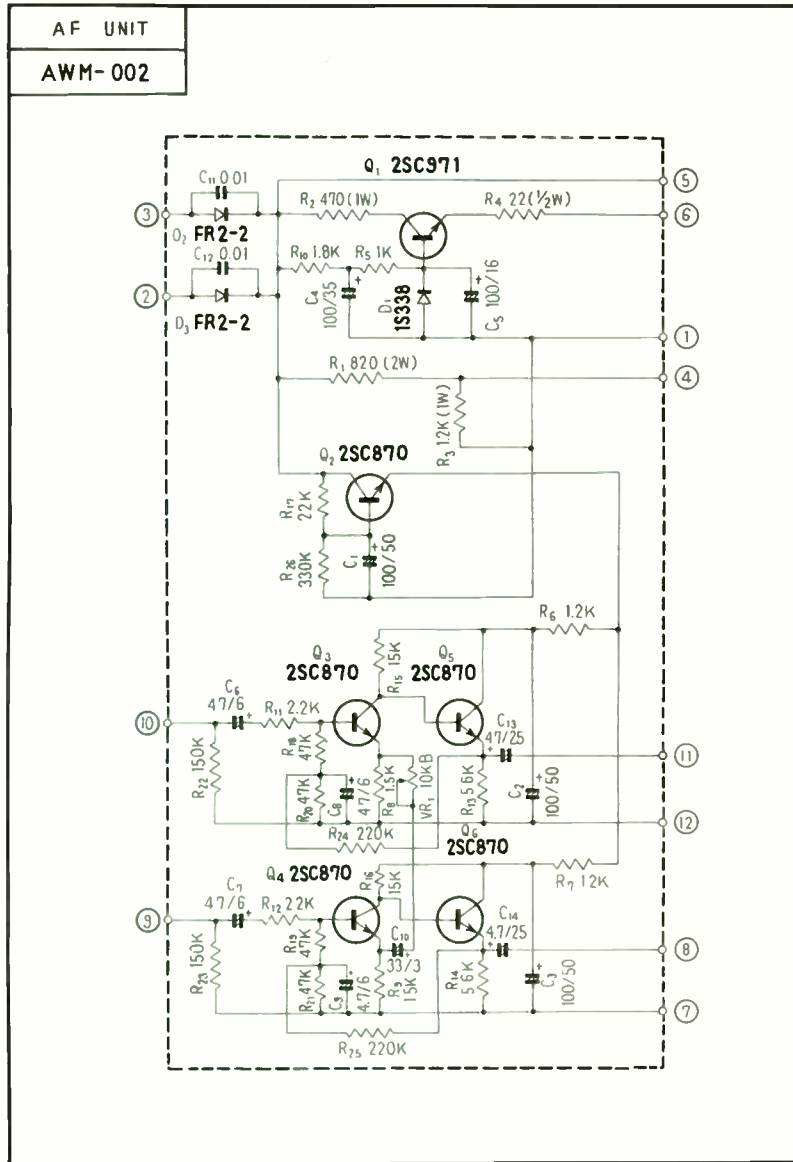 AF UNIT
AWM-002
Q1 2SC971
C11 0.01
R2 470 (1W)
R4 22 (½W)
⑤
③
⑥
D2 FR2-2
C12 0.01
R10 1.8K
R5 1K
C4 100/35
D1 1S338
C5 100/16
②
D3 FR2-2
①
R1 820 (2W)
④
R3 1.2K (1W)
Q2 2SC870
R17 22K
R26 330K
C1 100/50
R6 1.2K
Q3 2SC870
R15 15K
Q5 2SC870
C6 47/6
R11 2.2K
C13 47/25
⑩
R18 47K
R22 150K
⑪
R20 47K
C8 47/6
R8 1.5K
VR1 10KB
R13 5.6K
C2 100/50
⑫
R24 220K
Q6 2SC870
Q4 2SC870
R16 15K
R7 12K
C7 47/6
R12 22K
C14 4.7/25
⑨
R19 47K
C10 33/3
⑧
R23 150K
R21 47K
C9 4.7/6
R9 15K
R14 5.6K
C3 100/50
⑦
R25 220K